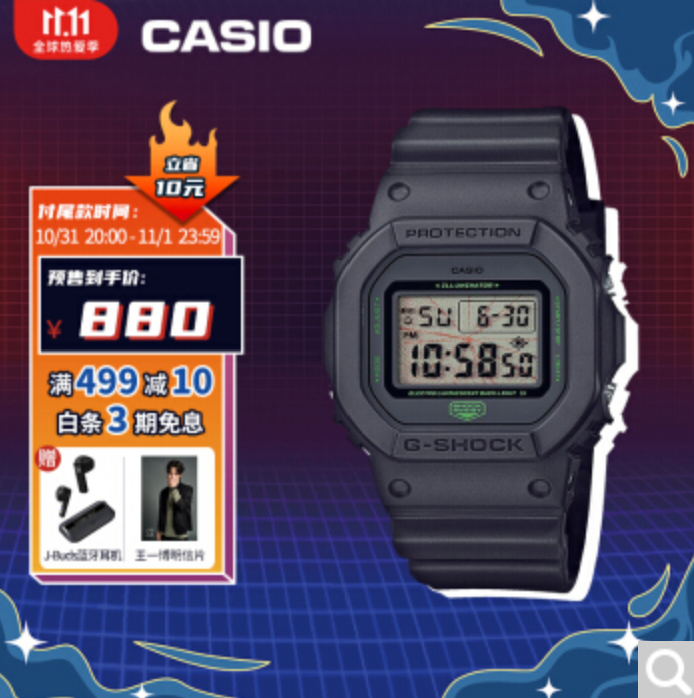 11.11
全球热爱季
CASIO
立省
10元
付尾款时间：
10/31 20:00-11/1 23:59
预售到手价：
￥880
满499减10
白条3期免息
赠
J-Buds蓝牙耳机
王一博明信片
PROTECTION
CASIO
ILLUMINATOR
SU 6-30
PM
10:58 50
G-SHOCK